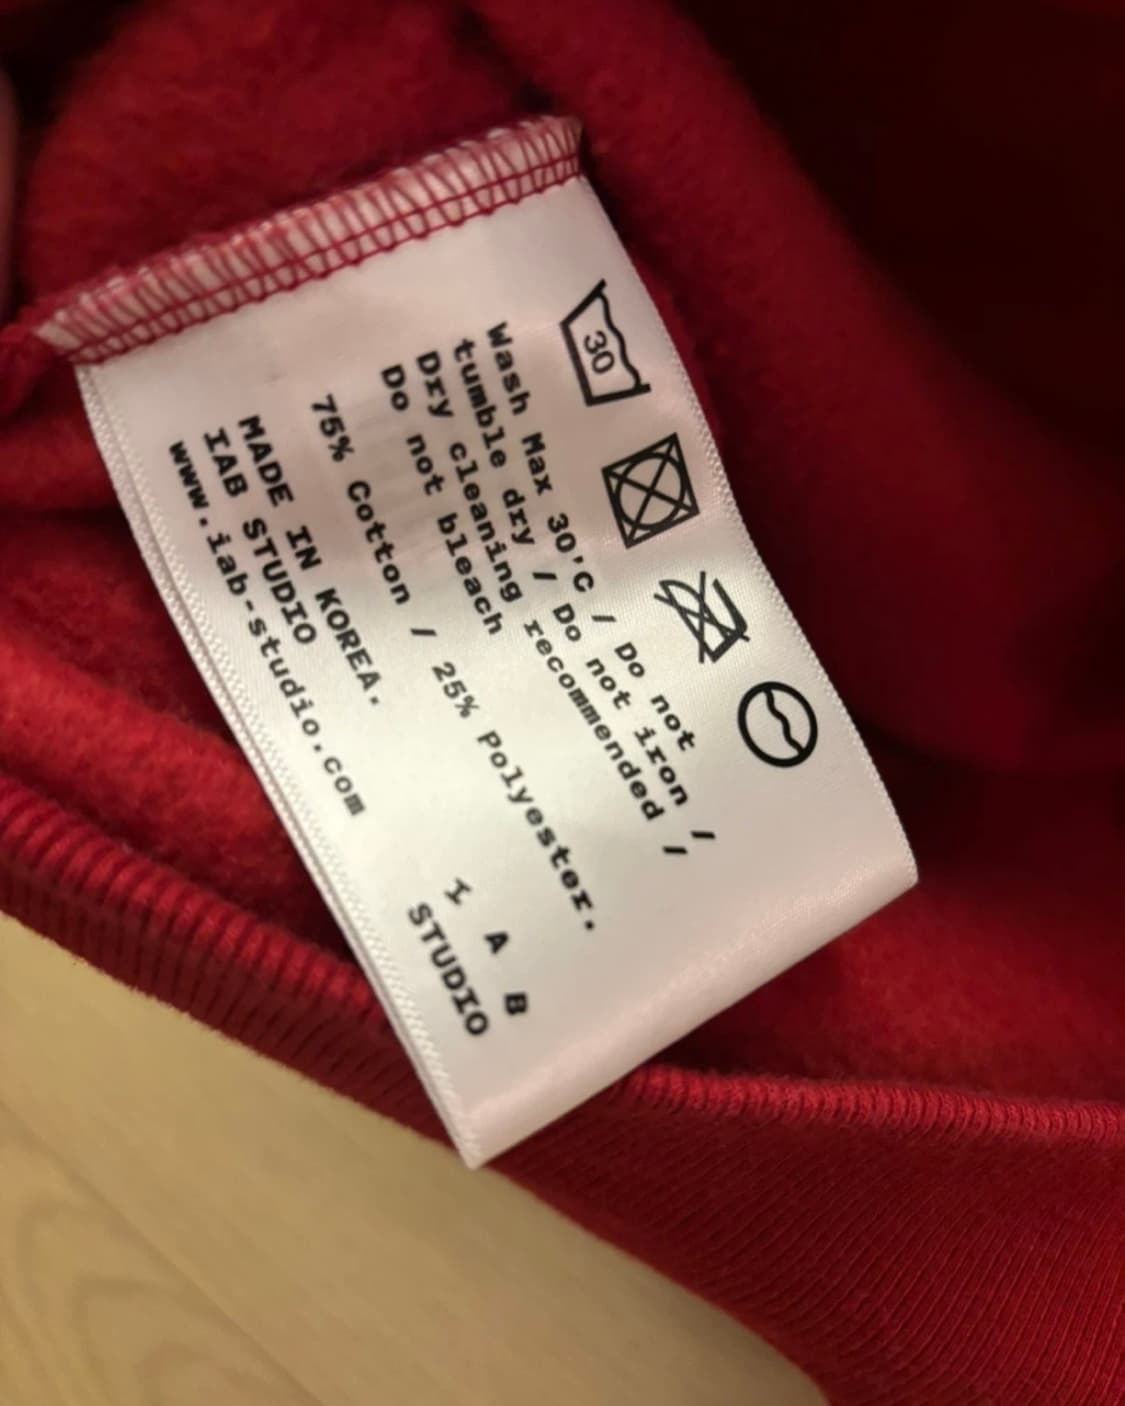 30
Wash Max 30'C / Do not
tumble dry / Do not iron /
Dry cleaning recommended /
Do not bleach
75% Cotton / 25% Polyester.
MADE IN KOREA.
IAB STUDIO
www.iab-studio.com
I A B
STUDIO